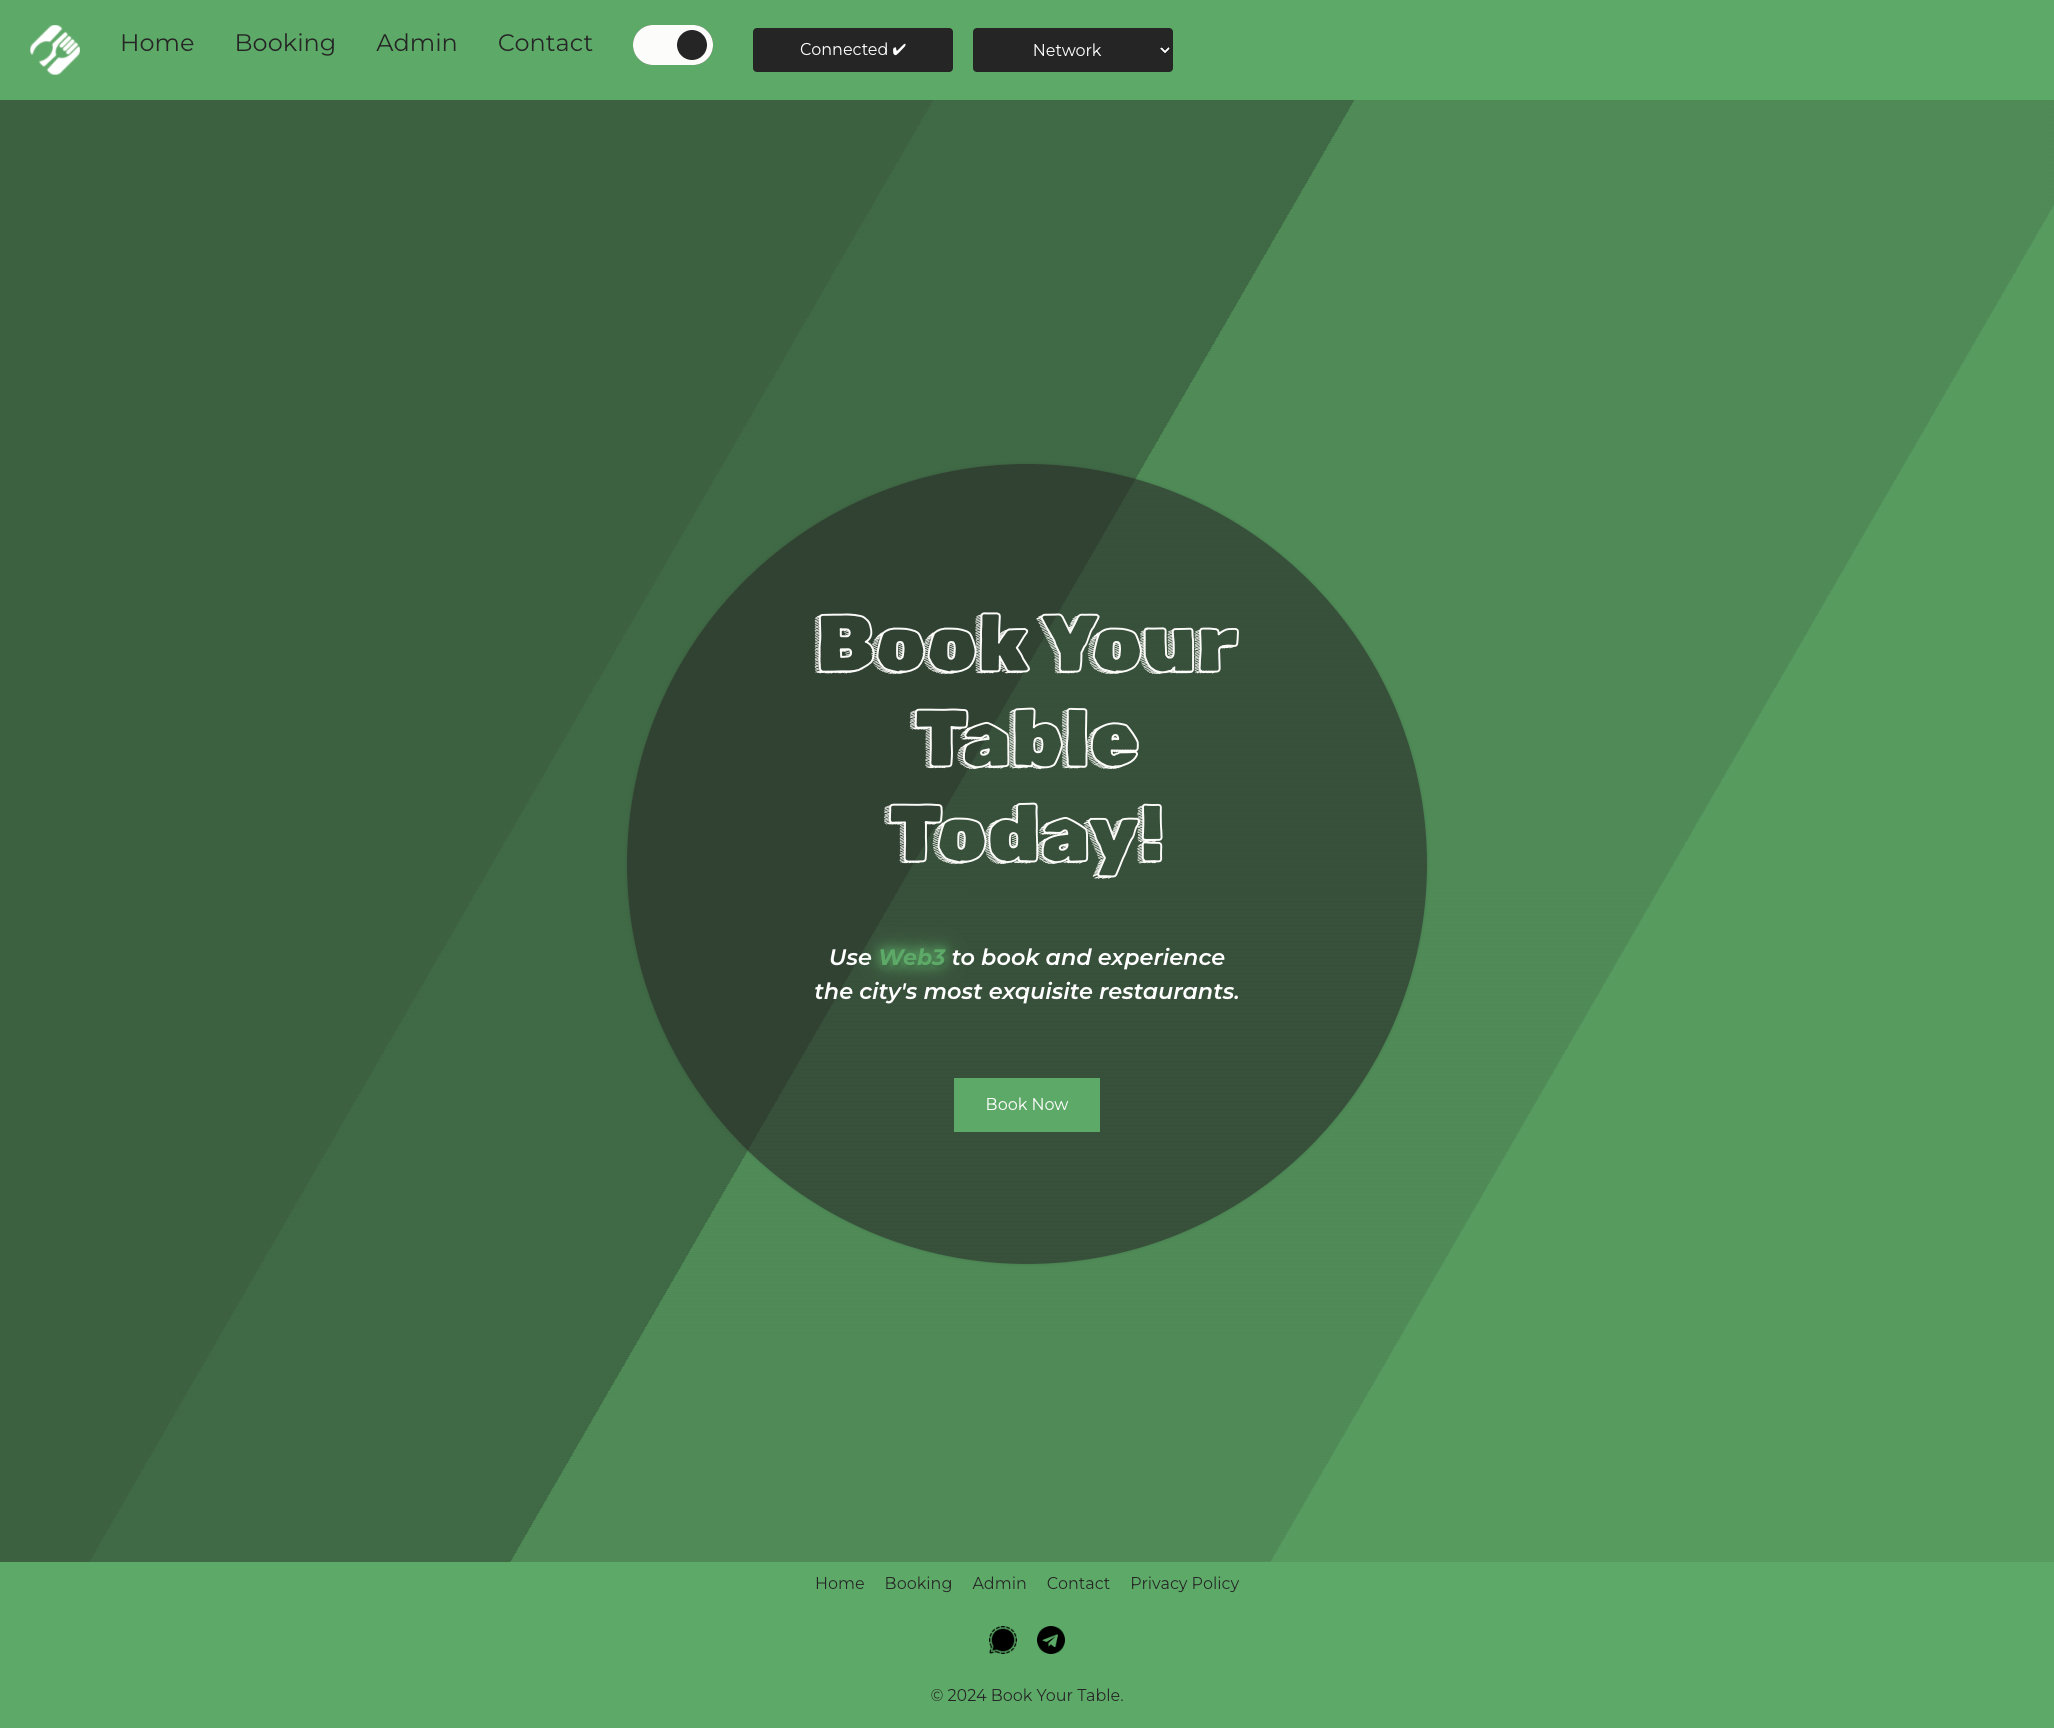 Home Booking Admin Contact Connected ✔ Network
Book Your
Table
Today!
Use Web3 to book and experience
the city's most exquisite restaurants.
Book Now
Home Booking Admin Contact Privacy Policy
© 2024 Book Your Table.